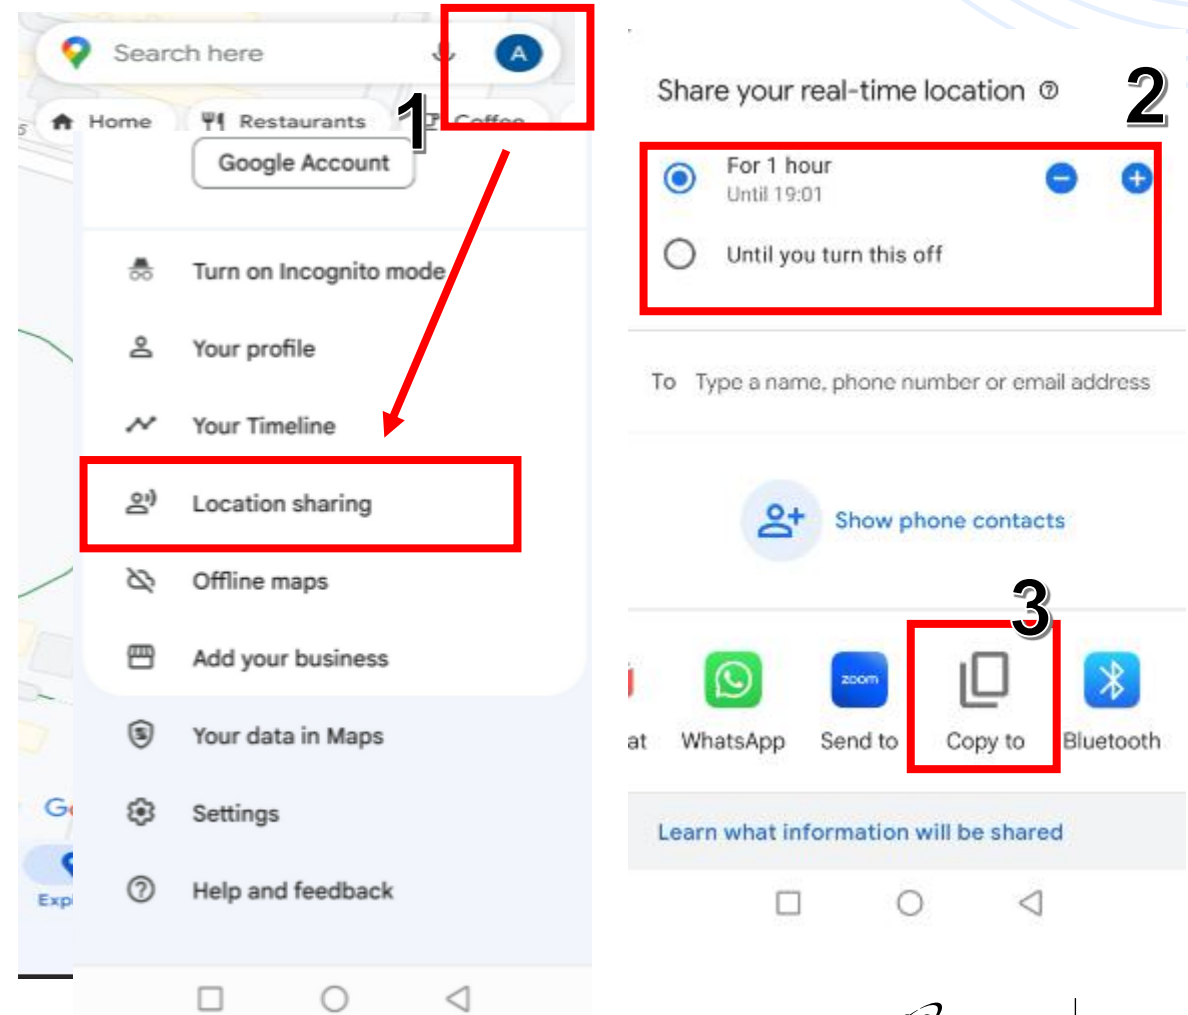 Search here
A
1
Home
Restaurants
Coffee
Google Account
Turn on Incognito mode
Your profile
Your Timeline
Location sharing
Offline maps
Add your business
Your data in Maps
Settings
Help and feedback
Share your real-time location
2
For 1 hour
Until 19:01
Until you turn this off
To Type a name, phone number or email address
Show phone contacts
3
zoom
at
WhatsApp
Send to
Copy to
Bluetooth
Learn what information will be shared